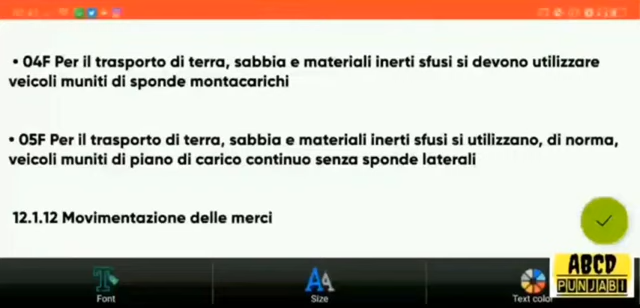 • 04F Per il trasporto di terra, sabbia e materiali inerti sfusi si devono utilizzare
veicoli muniti di sponde montacarichi
• 05F Per il trasporto di terra, sabbia e materiali inerti sfusi si utilizzano, di norma,
veicoli muniti di piano di carico continuo senza sponde laterali
12.1.12 Movimentazione delle merci
ABCD
PUNJABI
Font
Size
Text color